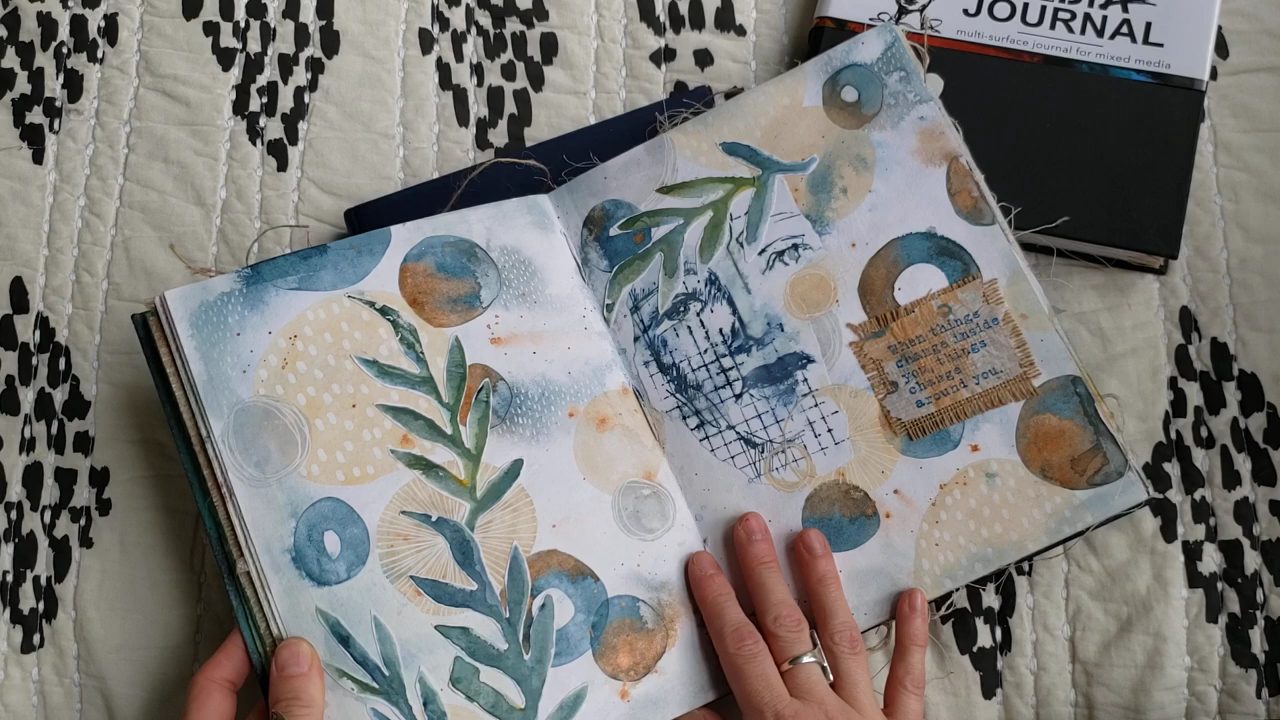 JOURNAL
multi-surface journal for mixed media
when things
change inside
you, things
change
around you.